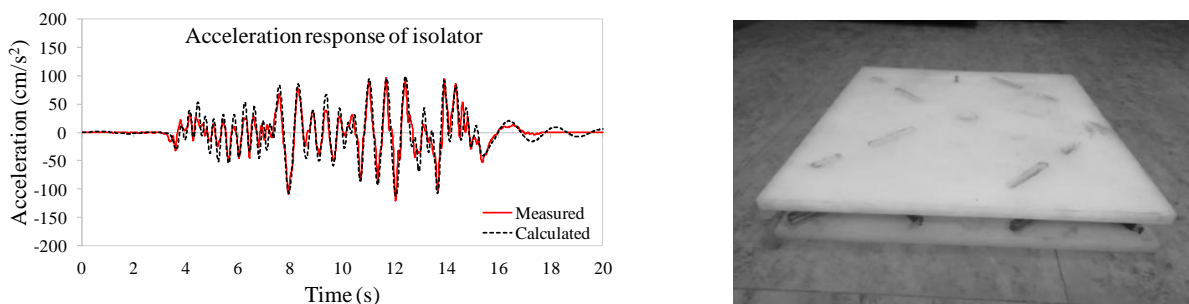 Acceleration response of isolator
Acceleration (cm/s²)
200
150
100
50
0
-50
-100
-150
-200
Measured
Calculated
0 2 4 6 8 10 12 14 16 18 20
Time (s)